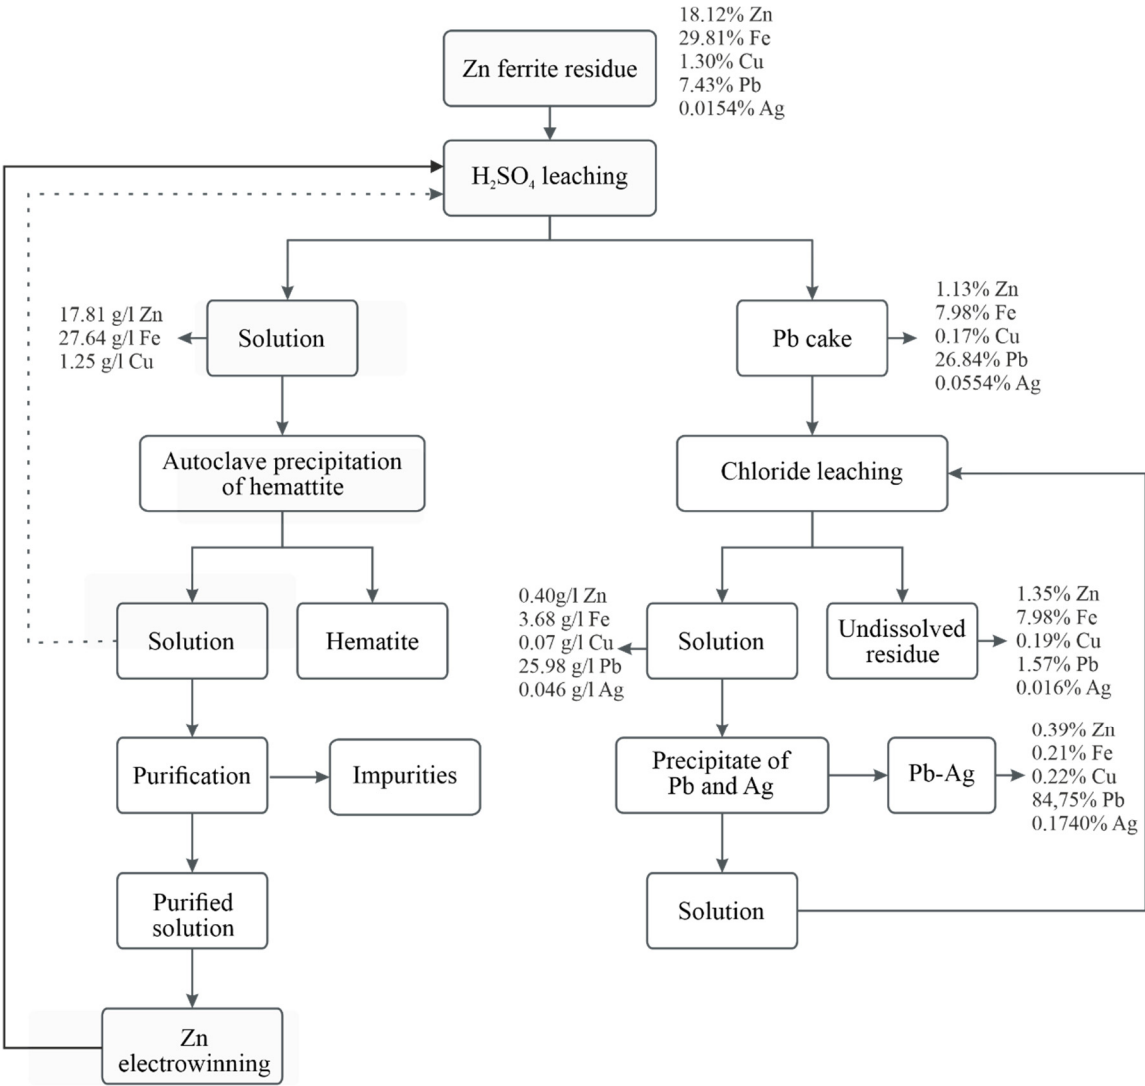 Zn ferrite residue
18.12% Zn
29.81% Fe
1.30% Cu
7.43% Pb
0.0154% Ag
H₂SO₄ leaching
17.81 g/l Zn
27.64 g/l Fe
1.25 g/l Cu
Solution
Pb cake
1.13% Zn
7.98% Fe
0.17% Cu
26.84% Pb
0.0554% Ag
Autoclave precipitation
of hemattite
Chloride leaching
Solution
Hematite
0.40g/l Zn
3.68 g/l Fe
0.07 g/l Cu
25.98 g/l Pb
0.046 g/l Ag
Solution
Undissolved
residue
1.35% Zn
7.98% Fe
0.19% Cu
1.57% Pb
0.016% Ag
Purification
Impurities
Precipitate of
Pb and Ag
Pb-Ag
0.39% Zn
0.21% Fe
0.22% Cu
84,75% Pb
0.1740% Ag
Purified
solution
Solution
Zn
electrowinning